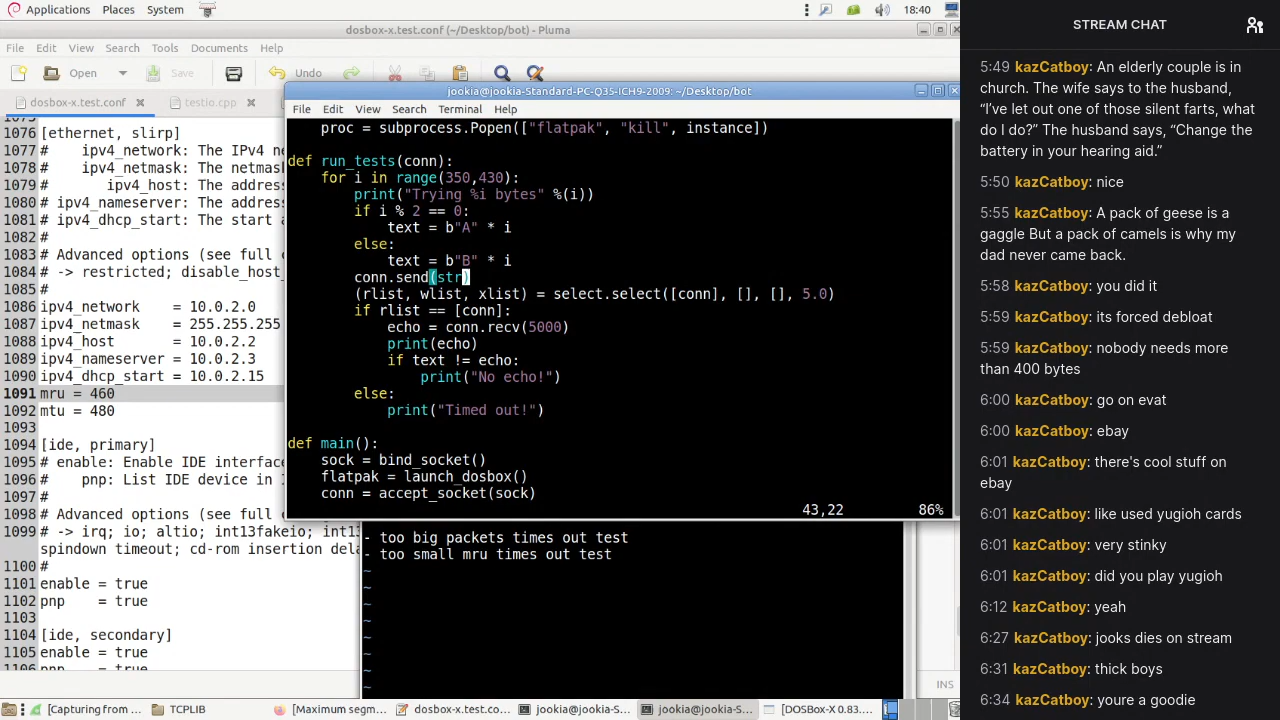 Applications Places System
18:40
dosbox-x.test.conf (~/Desktop/bot) - Pluma
File Edit View Search Tools Documents Help
Open Save Undo
dosbox-x.test.conf testio.cpp
1076 [ethernet, slirp]
1077 # ipv4_network: The IPv4 ne
1078 # ipv4_netmask: The netmask
1079 # ipv4_host: The addres
1080 # ipv4_nameserver: The addres
1081 # ipv4_dhcp_start: The start a
1082 #
1083 # Advanced options (see full c
1084 # -> restricted; disable_host_
1085 #
1086 ipv4_network = 10.0.2.0
1087 ipv4_netmask = 255.255.255
1088 ipv4_host = 10.0.2.2
1089 ipv4_nameserver = 10.0.2.3
1090 ipv4_dhcp_start = 10.0.2.15
1091 mru = 460
1092 mtu = 480
1093
1094 [ide, primary]
1095 # enable: Enable IDE interface
1096 # pnp: List IDE device in
1097 #
1098 # Advanced options (see full c
1099 # -> irq; io; altio; int13fakeio; int13
spindown timeout; cd-rom insertion dela
1100 #
1101 enable = true
1102 pnp = true
1103
1104 [ide, secondary]
1105 enable = true
1106 pnp = true
INS
jookia@jookia-Standard-PC-Q35-ICH9-2009: ~/Desktop/bot
File Edit View Search Terminal Help
proc = subprocess.Popen(["flatpak", "kill", instance])
def run_tests(conn):
for i in range(350,430):
print("Trying %i bytes" %(i))
if i % 2 == 0:
text = b"A" * i
else:
text = b"B" * i
conn.send(str)
(rlist, wlist, xlist) = select.select([conn], [], [], 5.0)
if rlist == [conn]:
echo = conn.recv(5000)
print(echo)
if text != echo:
print("No echo!")
else:
print("Timed out!")
def main():
sock = bind_socket()
flatpak = launch_dosbox()
conn = accept_socket(sock)
43,22 86%
- too big packets times out test
- too small mru times out test
~
~
~
~
~
~
~
~
[Capturing from ... TCPLIB [Maximum segm... dosbox-x.test.co... jookia@jookia-S... jookia@jookia-S... [DOSBox-X 0.83....
STREAM CHAT
5:49 kazCatboy: An elderly couple is in
church. The wife says to the husband,
“I’ve let out one of those silent farts, what
do I do?” The husband says, “Change the
battery in your hearing aid.”
5:50 kazCatboy: nice
5:55 kazCatboy: A pack of geese is a
gaggle But a pack of camels is why my
dad never came back.
5:58 kazCatboy: you did it
5:59 kazCatboy: its forced debloat
5:59 kazCatboy: nobody needs more
than 400 bytes
6:00 kazCatboy: go on evat
6:00 kazCatboy: ebay
6:01 kazCatboy: there's cool stuff on
ebay
6:01 kazCatboy: like used yugioh cards
6:01 kazCatboy: very stinky
6:01 kazCatboy: did you play yugioh
6:12 kazCatboy: yeah
6:27 kazCatboy: jooks dies on stream
6:31 kazCatboy: thick boys
6:34 kazCatboy: youre a goodie